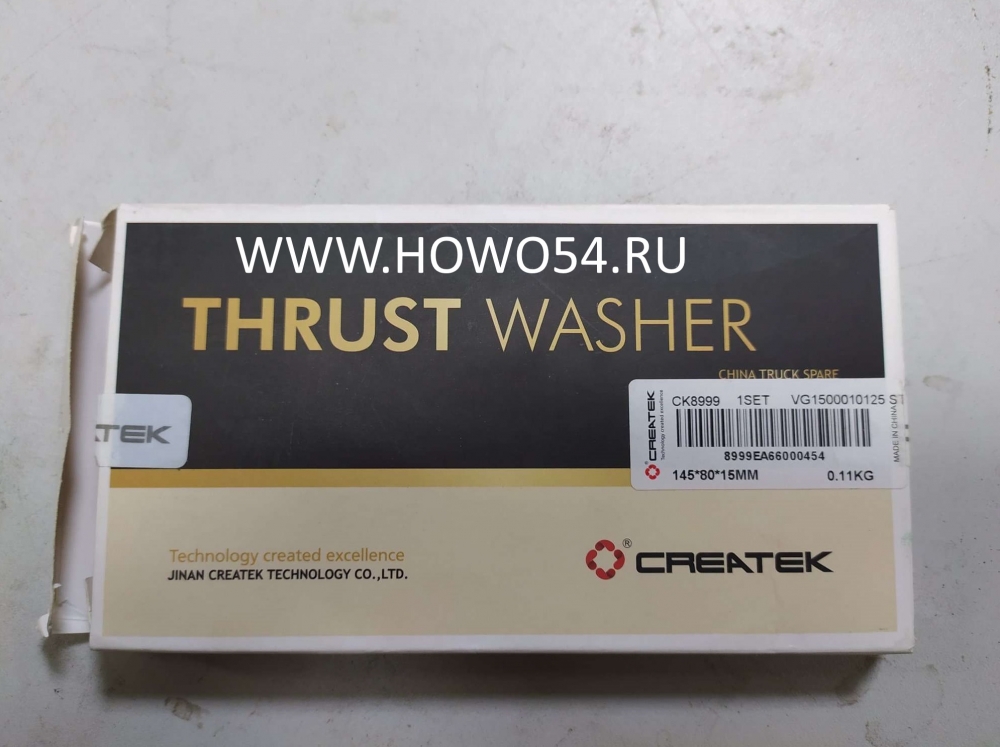 WWW.HOWO54.RU
THRUST WASHER
CHINA TRUCK SPARE
CK8999 1SET VG1500010125 ST
8999EA66000454
145*80*15MM 0.11KG
CREATEK
Technology created excellence
MADE IN CHINA
TEK
Technology created excellence
JINAN CREATEK TECHNOLOGY CO.,LTD.
CREATEK®